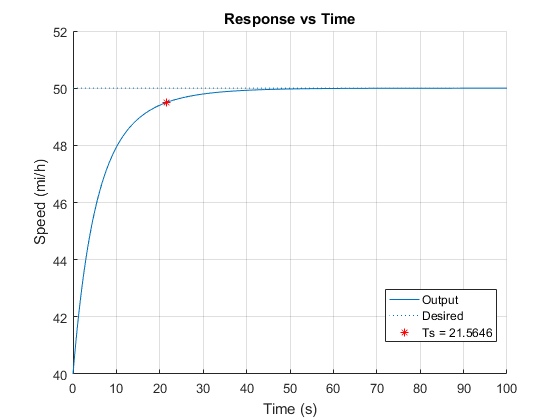 Response vs Time
52
50
48
46
44
42
40
Speed (mi/h)
0 10 20 30 40 50 60 70 80 90 100
Time (s)
Output
Desired
Ts = 21.5646